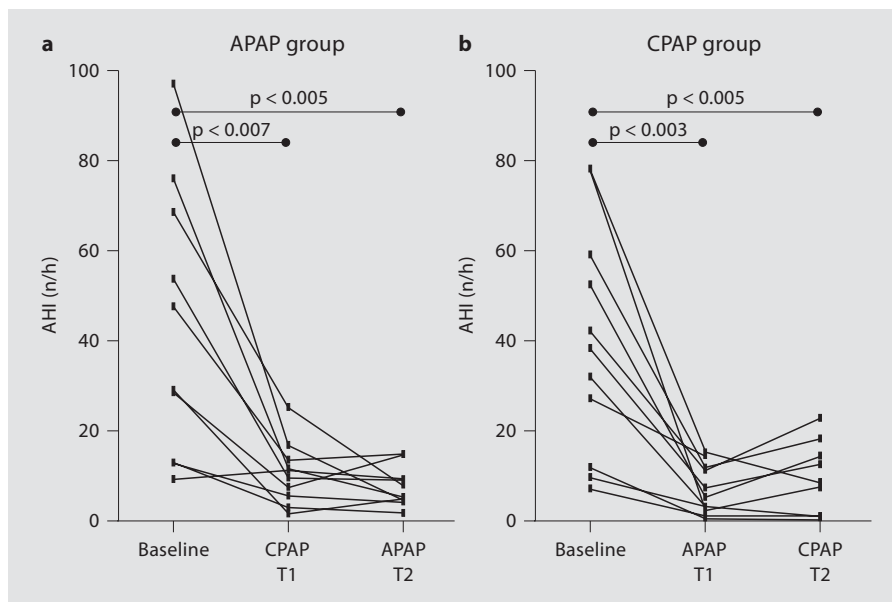 a
APAP group
100
80
60
40
20
0
AHI (n/h)
p < 0.005
p < 0.007
Baseline
CPAP
T1
APAP
T2
b
CPAP group
100
80
60
40
20
0
AHI (n/h)
p < 0.005
p < 0.003
Baseline
APAP
T1
CPAP
T2